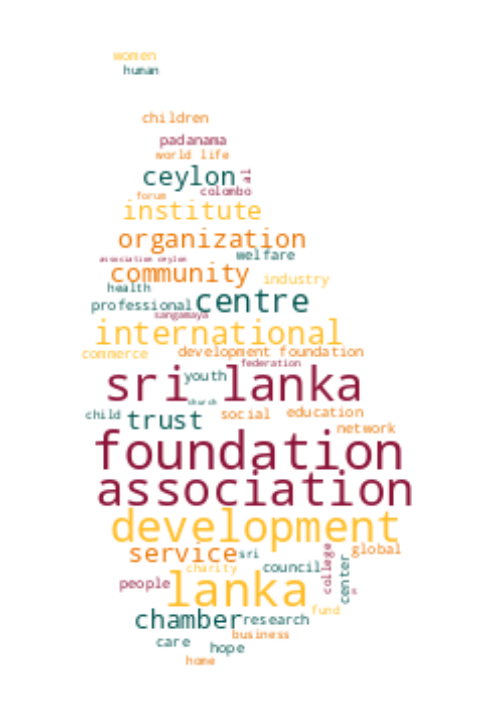 women
human
children
padanama
world life
ceylon
colombo
forum
institute
organization
association ceylon
welfare
community
industry
health
professional
centre
sangamaya
international
commerce
development foundation
federation
sri lanka
youth
church
child
trust
social
education
network
foundation
association
development
service
sri
global
charity
council
college
center
people
lanka
fund
chamber
research
business
care
hope
home